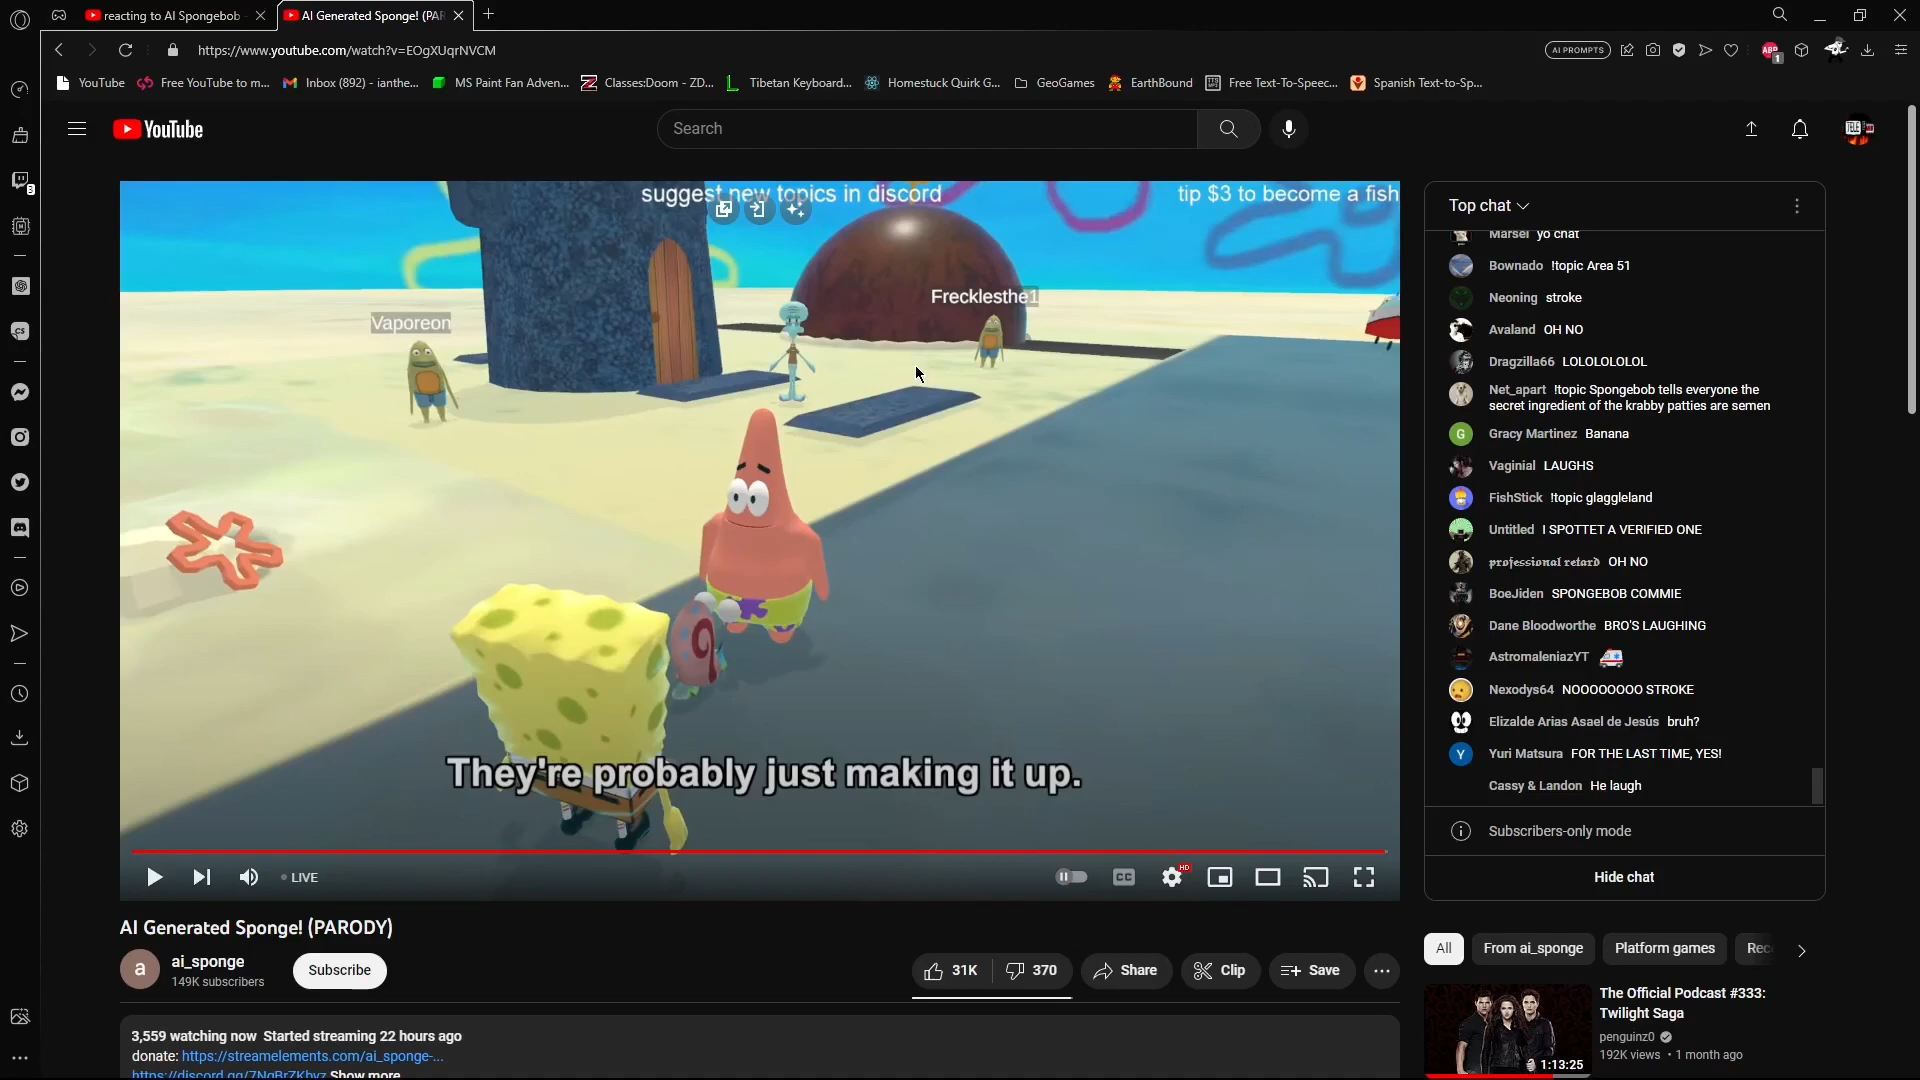 reacting to AI Spongebob
AI Generated Sponge! (PAR
https://www.youtube.com/watch?v=EOgXUqrNVCM
AI PROMPTS
ABP
1
YouTube
Free YouTube to m...
Inbox (892) - ianthe...
MS Paint Fan Adven...
Classes:Doom - ZD...
Tibetan Keyboard...
Homestuck Quirk G...
GeoGames
EarthBound
Free Text-To-Speec...
Spanish Text-to-Sp...
YouTube
Search
suggest new topics in discord
tip $3 to become a fish
Vaporeon
Frecklesthe1
They're probably just making it up.
LIVE
CC
HD
Top chat
Marsel yo chat
Bownado !topic Area 51
Neoning stroke
Avaland OH NO
Dragzilla66 LOLOLOLOLOL
Net_apart !topic Spongebob tells everyone the
secret ingredient of the krabby patties are semen
G Gracy Martinez Banana
Vaginial LAUGHS
FishStick !topic glaggleland
Untitled I SPOTTET A VERIFIED ONE
𝖕𝖗𝖔𝖋𝖊𝖘𝖘𝖎𝖔𝖓𝖆𝖑 𝖗𝖊𝖙𝖆𝖗𝖉 OH NO
BoeJiden SPONGEBOB COMMIE
Dane Bloodworthe BRO'S LAUGHING
AstromaleniazYT 🚑
Nexodys64 NOOOOOOOO STROKE
Elizalde Arias Asael de Jesús bruh?
Y Yuri Matsura FOR THE LAST TIME, YES!
Cassy & Landon He laugh
Subscribers-only mode
Hide chat
AI Generated Sponge! (PARODY)
a
ai_sponge
149K subscribers
Subscribe
31K
370
Share
Clip
Save
3,559 watching now Started streaming 22 hours ago
donate: https://streamelements.com/ai_sponge-...
https://discord.gg/7NgBrZKbvz Show more
All
From ai_sponge
Platform games
Rec
The Official Podcast #333:
Twilight Saga
penguinz0
192K views • 1 month ago
1:13:25